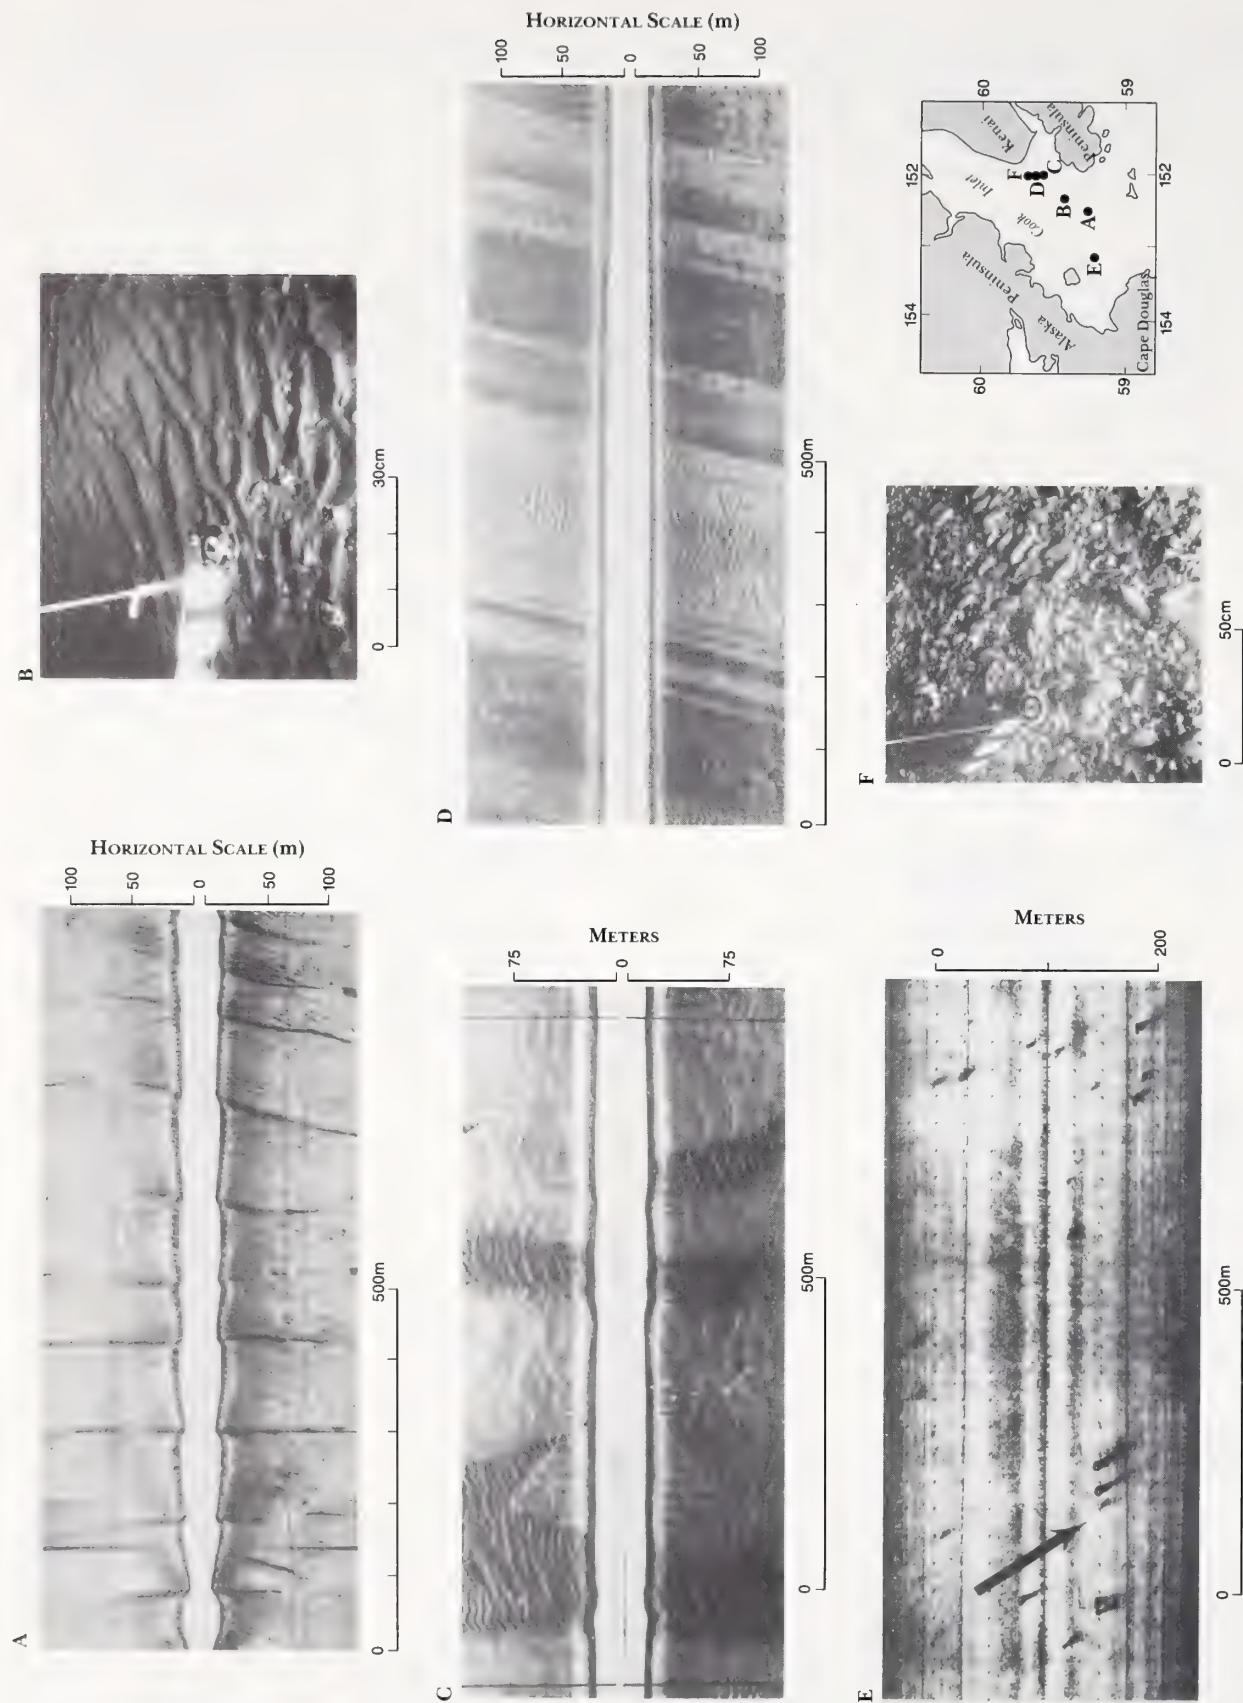 A
HORIZONTAL SCALE (m)
100
50
0
50
100
0
500m
B
0
30cm
C
METERS
75
0
75
0
500m
D
HORIZONTAL SCALE (m)
100
50
0
50
100
0
500m
E
METERS
0
200
0
500m
F
0
50cm
154
152
60
60
59
59
154
152
Kenai
Peninsula
Cook
Inlet
Alaska
Peninsula
Cape Douglas
F
D
C
B
A
E